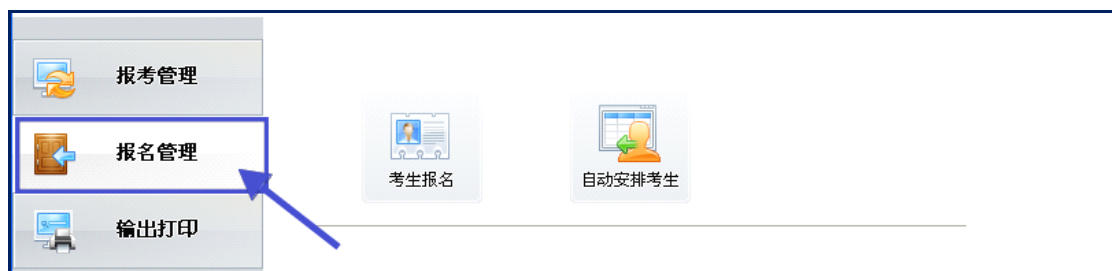 报考管理
报名管理
考生报名
自动安排考生
输出打印